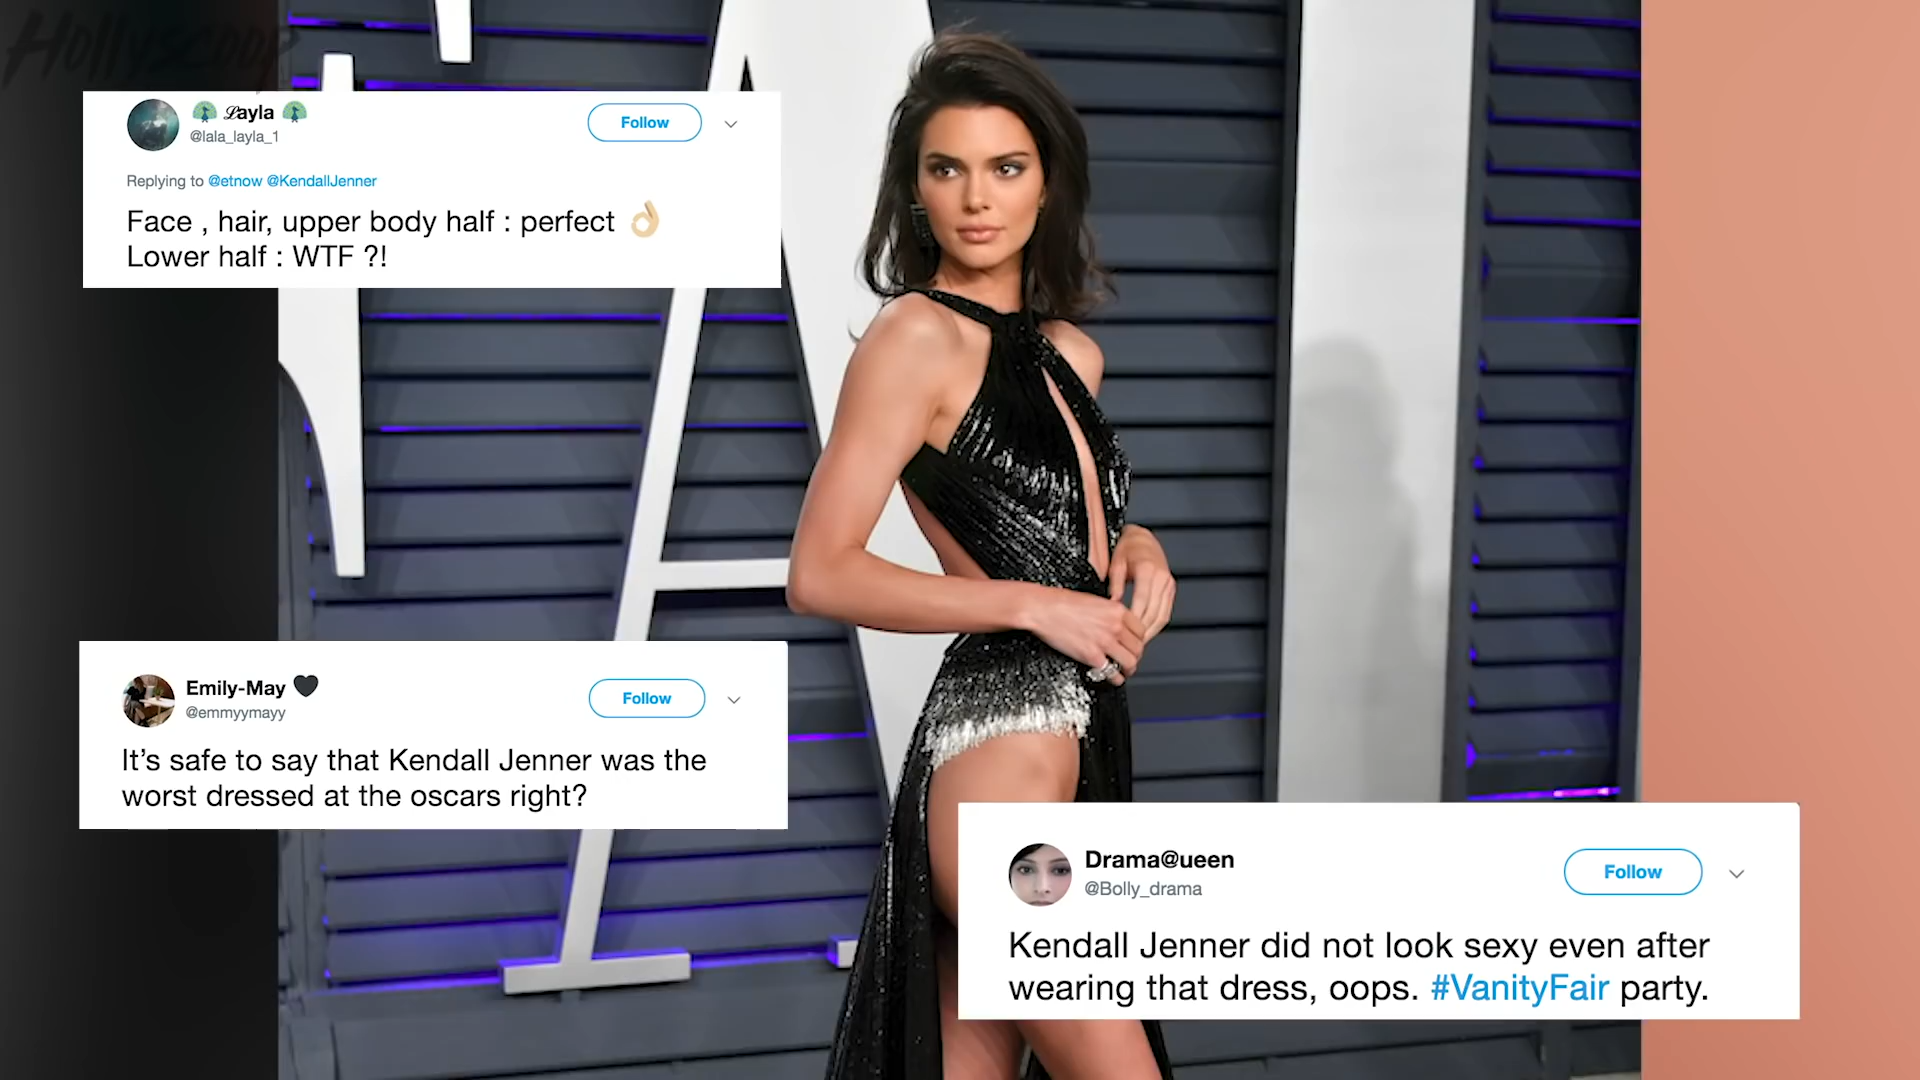 Hollyscoop
Layla
@lala_layla_1
Follow
Replying to @etnow @KendallJenner
Face , hair, upper body half : perfect 👌🏼
Lower half : WTF ?!
Emily-May 🖤
@emmyymayy
Follow
It’s safe to say that Kendall Jenner was the
worst dressed at the oscars right?
Drama@ueen
@Bolly_drama
Follow
Kendall Jenner did not look sexy even after
wearing that dress, oops. #VanityFair party.